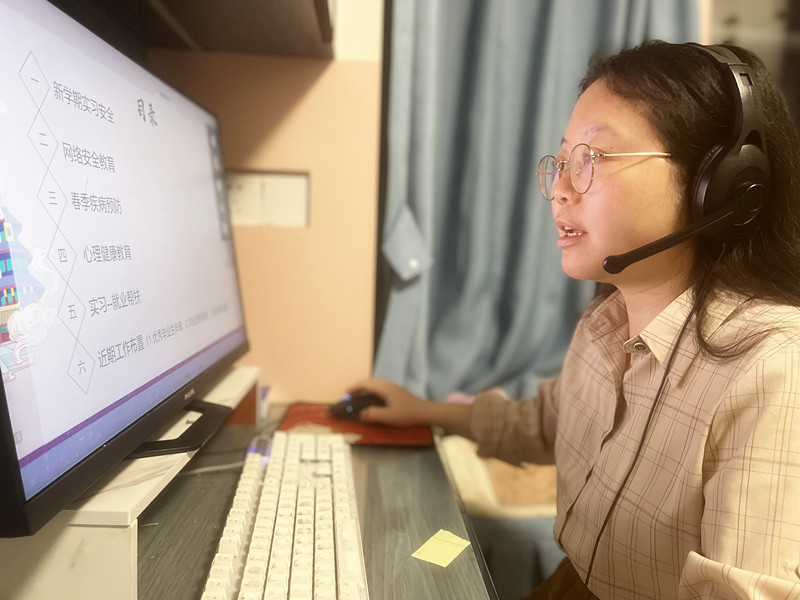 目录
一 新学期实习安全
二 网络安全教育
三 春季疾病预防
四 心理健康教育
五 实习--就业帮扶
六 近期工作布置